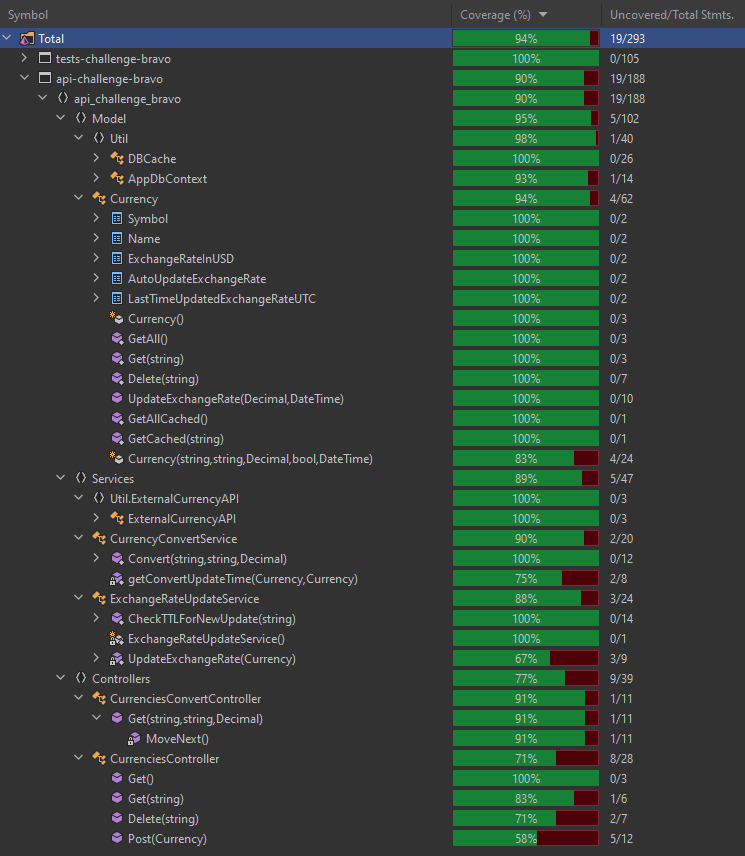 Symbol Coverage (%) Uncovered/Total Stmts.
Total 94% 19/293
tests-challenge-bravo 100% 0/105
api-challenge-bravo 90% 19/188
api_challenge_bravo 90% 19/188
Model 95% 5/102
Util 98% 1/40
DBCache 100% 0/26
AppDbContext 93% 1/14
Currency 94% 4/62
Symbol 100% 0/2
Name 100% 0/2
ExchangeRateInUSD 100% 0/2
AutoUpdateExchangeRate 100% 0/2
LastTimeUpdatedExchangeRateUTC 100% 0/2
Currency() 100% 0/3
GetAll() 100% 0/3
Get(string) 100% 0/3
Delete(string) 100% 0/7
UpdateExchangeRate(Decimal,DateTime) 100% 0/10
GetAllCached() 100% 0/1
GetCached(string) 100% 0/1
Currency(string,string,Decimal,bool,DateTime) 83% 4/24
Services 89% 5/47
Util.ExternalCurrencyAPI 100% 0/3
ExternalCurrencyAPI 100% 0/3
CurrencyConvertService 90% 2/20
Convert(string,string,Decimal) 100% 0/12
getConvertUpdateTime(Currency,Currency) 75% 2/8
ExchangeRateUpdateService 88% 3/24
CheckTTLForNewUpdate(string) 100% 0/14
ExchangeRateUpdateService() 100% 0/1
UpdateExchangeRate(Currency) 67% 3/9
Controllers 77% 9/39
CurrenciesConvertController 91% 1/11
Get(string,string,Decimal) 91% 1/11
MoveNext() 91% 1/11
CurrenciesController 71% 8/28
Get() 100% 0/3
Get(string) 83% 1/6
Delete(string) 71% 2/7
Post(Currency) 58% 5/12